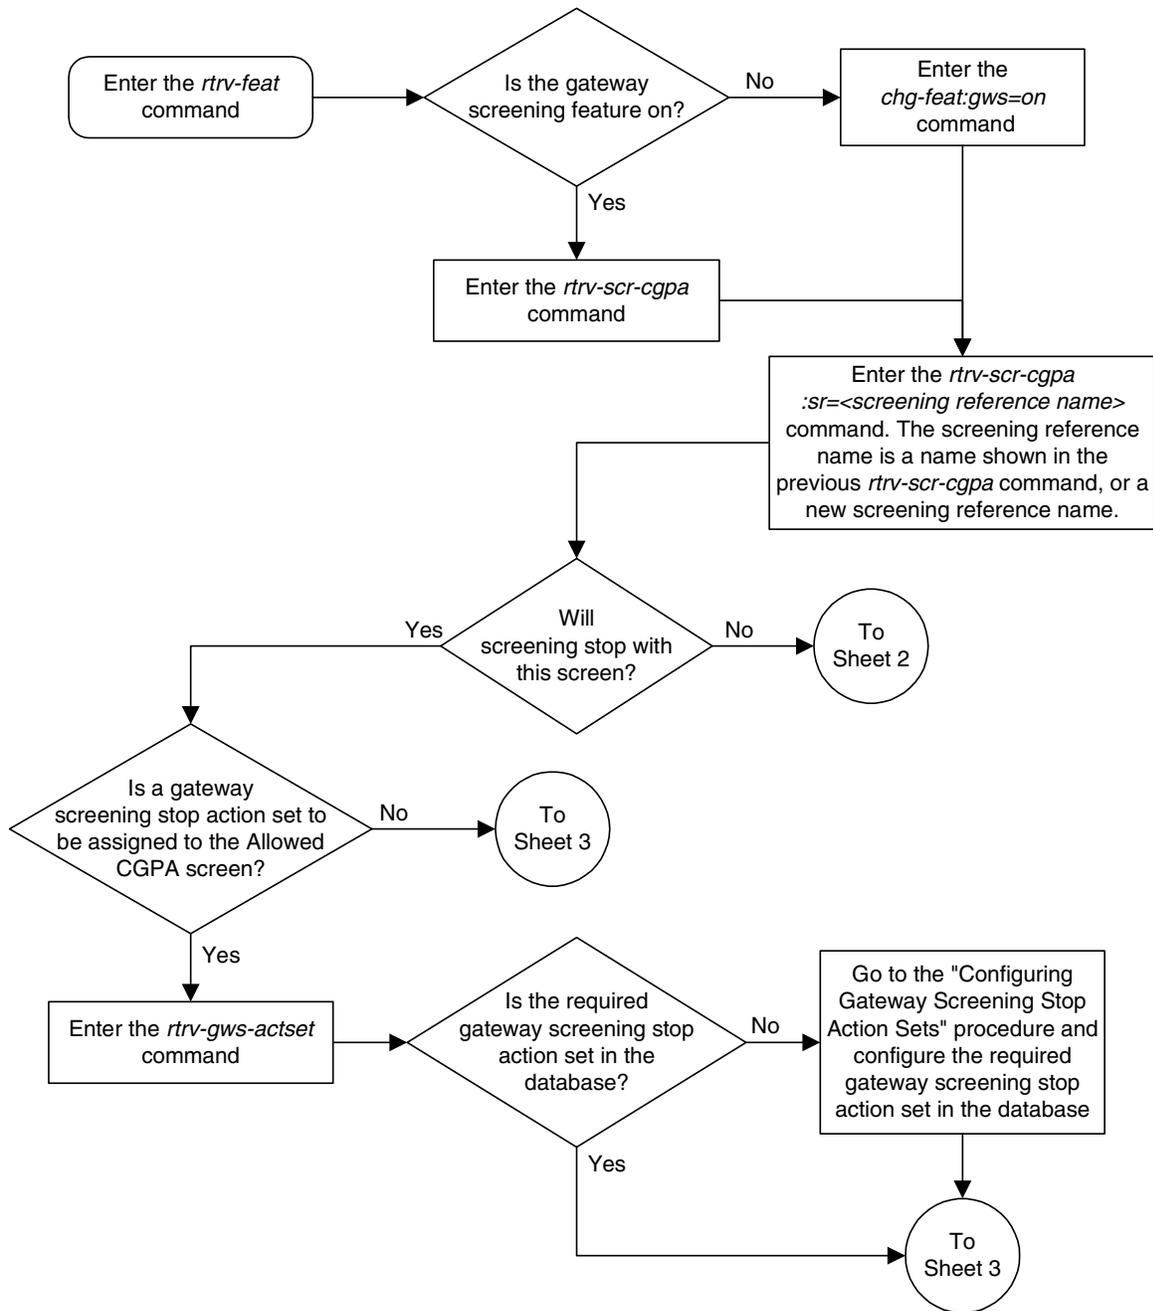 Enter the rtrv-feat
command
Is the gateway
screening feature on?
No
Enter the
chg-feat:gws=on
command
Yes
Enter the rtrv-scr-cgpa
command
Enter the rtrv-scr-cgpa
:sr=<screening reference name>
command. The screening reference
name is a name shown in the
previous rtrv-scr-cgpa command, or a
new screening reference name.
Will
screening stop with
this screen?
Yes
No
To
Sheet 2
Is a gateway
screening stop action set to
be assigned to the Allowed
CGPA screen?
No
To
Sheet 3
Yes
Enter the rtrv-gws-actset
command
Is the required
gateway screening stop
action set in the
database?
No
Go to the "Configuring
Gateway Screening Stop
Action Sets" procedure and
configure the required
gateway screening stop
action set in the database
Yes
To
Sheet 3